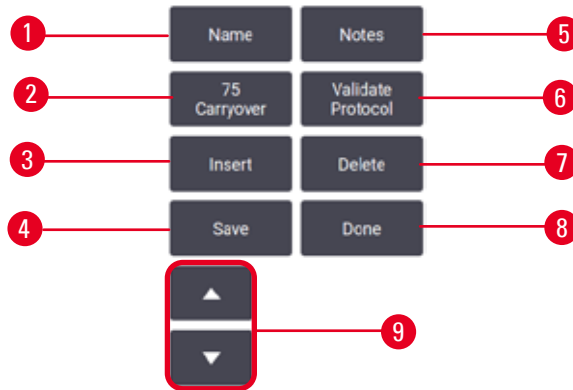 1 Name Notes 5
2 75 Carryover Validate Protocol 6
3 Insert Delete 7
4 Save Done 8
9